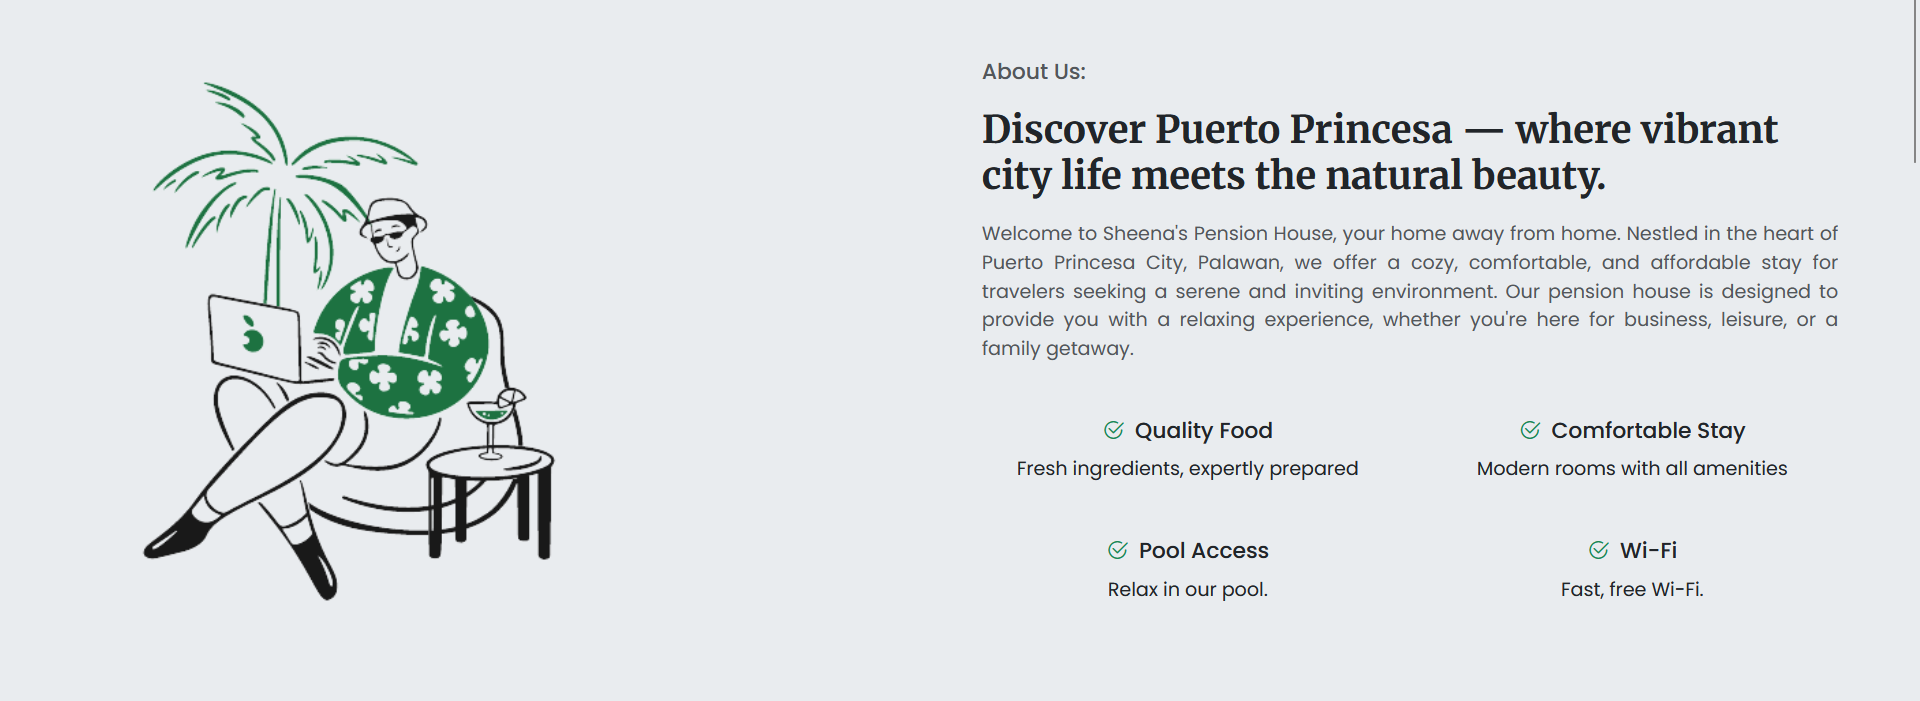 About Us:
Discover Puerto Princesa — where vibrant
city life meets the natural beauty.
Welcome to Sheena's Pension House, your home away from home. Nestled in the heart of
Puerto Princesa City, Palawan, we offer a cozy, comfortable, and affordable stay for
travelers seeking a serene and inviting environment. Our pension house is designed to
provide you with a relaxing experience, whether you're here for business, leisure, or a
family getaway.
Quality Food
Fresh ingredients, expertly prepared
Comfortable Stay
Modern rooms with all amenities
Pool Access
Relax in our pool.
Wi-Fi
Fast, free Wi-Fi.